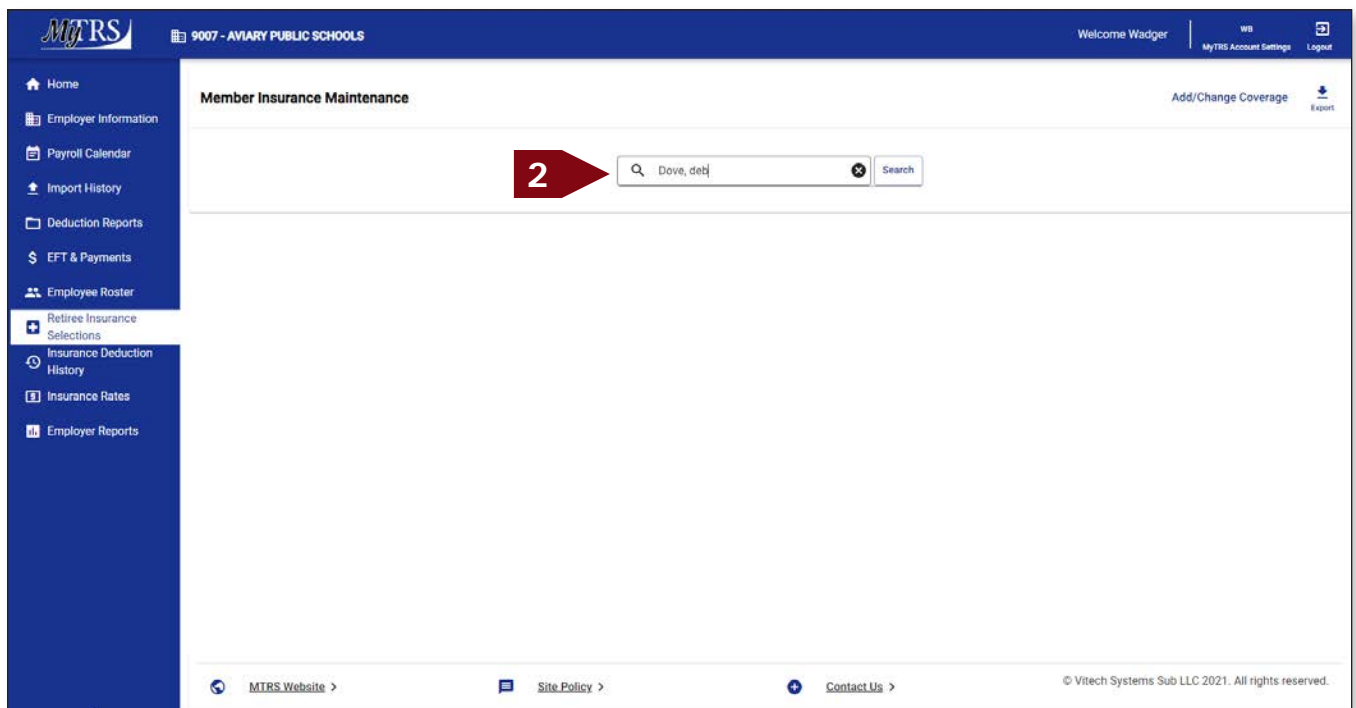 MyTRS
9007 - AVIARY PUBLIC SCHOOLS
Welcome Wadger
WB
MyTRS Account Settings
Logout
Home
Employer Information
Payroll Calendar
Import History
Deduction Reports
EFT & Payments
Employee Roster
Retiree Insurance
Selections
Insurance Deduction
History
Insurance Rates
Employer Reports
Member Insurance Maintenance
Add/Change Coverage
Export
2
Dove, deb
Search
MTRS Website >
Site Policy >
Contact Us >
© Vitech Systems Sub LLC 2021. All rights reserved.